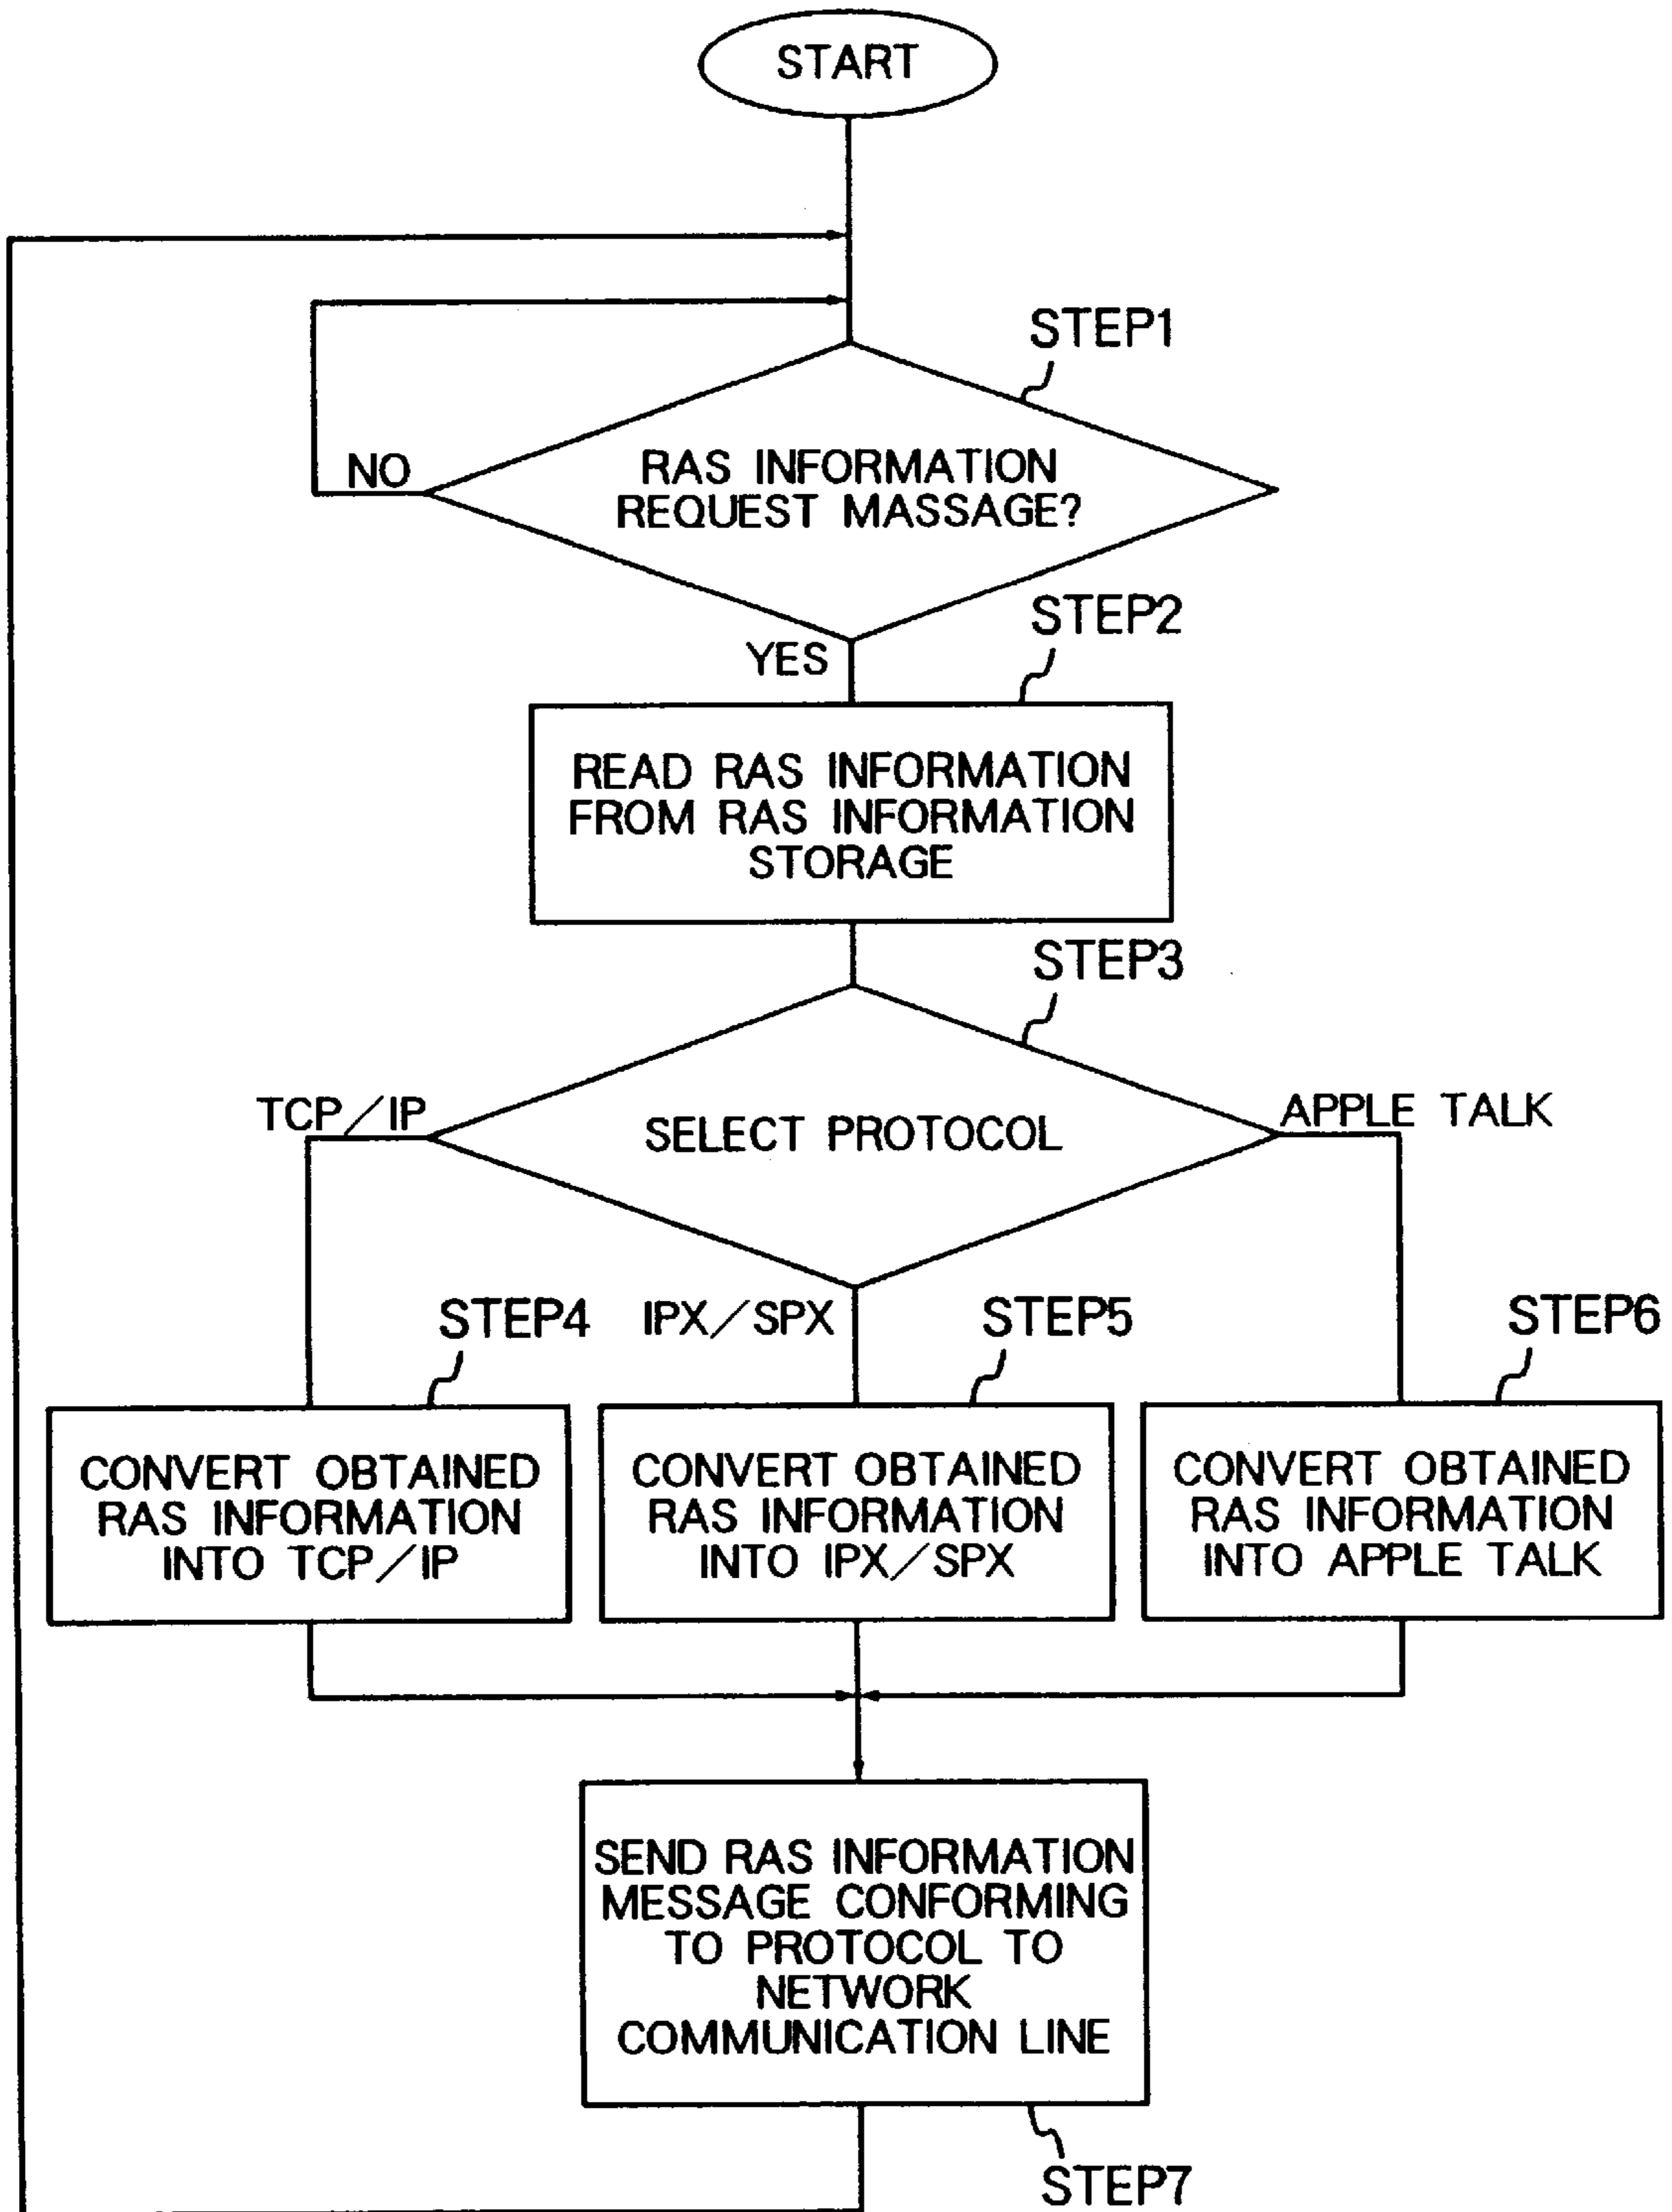 START
STEP1
NO
RAS INFORMATION
REQUEST MASSAGE?
STEP2
YES
READ RAS INFORMATION
FROM RAS INFORMATION
STORAGE
STEP3
TCP/IP
SELECT PROTOCOL
APPLE TALK
STEP4
IPX/SPX
STEP5
STEP6
CONVERT OBTAINED
RAS INFORMATION
INTO TCP/IP
CONVERT OBTAINED
RAS INFORMATION
INTO IPX/SPX
CONVERT OBTAINED
RAS INFORMATION
INTO APPLE TALK
SEND RAS INFORMATION
MESSAGE CONFORMING
TO PROTOCOL TO
NETWORK
COMMUNICATION LINE
STEP7